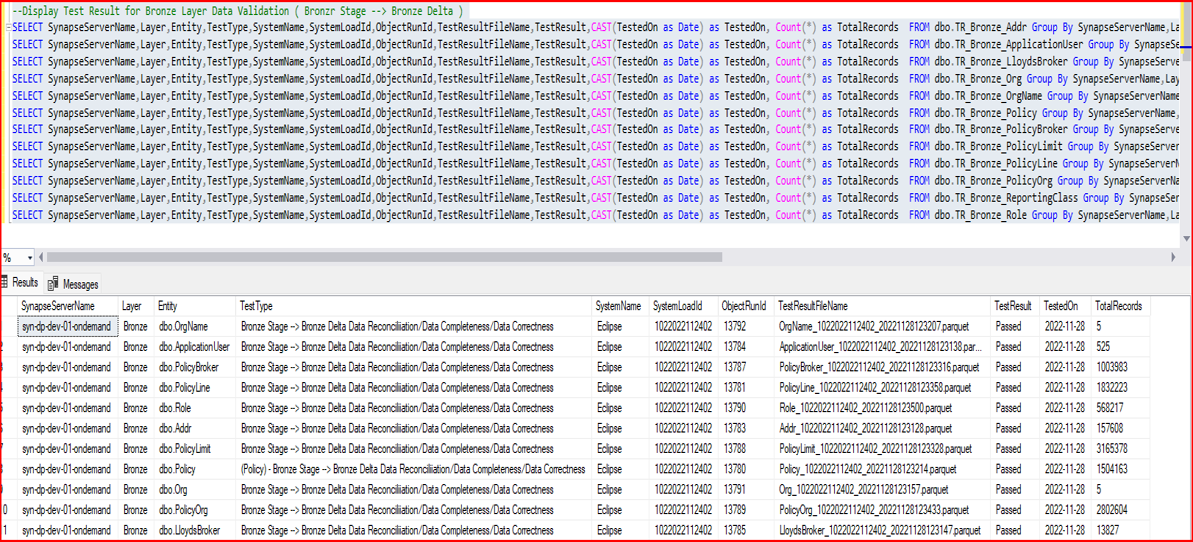 --Display Test Result for Bronze Layer Data Validation ( Bronzr Stage --> Bronze Delta )
SELECT SynapseServerName,Layer,Entity,TestType,SystemName,SystemLoadId,ObjectRunId,TestResultFileName,TestResult,CAST(TestedOn as Date) as TestedOn, Count(*) as TotalRecords FROM dbo.TR_Bronze_Addr Group By SynapseServerName,La
SELECT SynapseServerName,Layer,Entity,TestType,SystemName,SystemLoadId,ObjectRunId,TestResultFileName,TestResult,CAST(TestedOn as Date) as TestedOn, Count(*) as TotalRecords FROM dbo.TR_Bronze_ApplicationUser Group By SynapseSe
SELECT SynapseServerName,Layer,Entity,TestType,SystemName,SystemLoadId,ObjectRunId,TestResultFileName,TestResult,CAST(TestedOn as Date) as TestedOn, Count(*) as TotalRecords FROM dbo.TR_Bronze_LloydsBroker Group By SynapseServe
SELECT SynapseServerName,Layer,Entity,TestType,SystemName,SystemLoadId,ObjectRunId,TestResultFileName,TestResult,CAST(TestedOn as Date) as TestedOn, Count(*) as TotalRecords FROM dbo.TR_Bronze_Org Group By SynapseServerName,Lay
SELECT SynapseServerName,Layer,Entity,TestType,SystemName,SystemLoadId,ObjectRunId,TestResultFileName,TestResult,CAST(TestedOn as Date) as TestedOn, Count(*) as TotalRecords FROM dbo.TR_Bronze_OrgName Group By SynapseServerName
SELECT SynapseServerName,Layer,Entity,TestType,SystemName,SystemLoadId,ObjectRunId,TestResultFileName,TestResult,CAST(TestedOn as Date) as TestedOn, Count(*) as TotalRecords FROM dbo.TR_Bronze_Policy Group By SynapseServerName,
SELECT SynapseServerName,Layer,Entity,TestType,SystemName,SystemLoadId,ObjectRunId,TestResultFileName,TestResult,CAST(TestedOn as Date) as TestedOn, Count(*) as TotalRecords FROM dbo.TR_Bronze_PolicyBroker Group By SynapseServe
SELECT SynapseServerName,Layer,Entity,TestType,SystemName,SystemLoadId,ObjectRunId,TestResultFileName,TestResult,CAST(TestedOn as Date) as TestedOn, Count(*) as TotalRecords FROM dbo.TR_Bronze_PolicyLimit Group By SynapseServer
SELECT SynapseServerName,Layer,Entity,TestType,SystemName,SystemLoadId,ObjectRunId,TestResultFileName,TestResult,CAST(TestedOn as Date) as TestedOn, Count(*) as TotalRecords FROM dbo.TR_Bronze_PolicyLine Group By SynapseServerN
SELECT SynapseServerName,Layer,Entity,TestType,SystemName,SystemLoadId,ObjectRunId,TestResultFileName,TestResult,CAST(TestedOn as Date) as TestedOn, Count(*) as TotalRecords FROM dbo.TR_Bronze_PolicyOrg Group By SynapseServerNa
SELECT SynapseServerName,Layer,Entity,TestType,SystemName,SystemLoadId,ObjectRunId,TestResultFileName,TestResult,CAST(TestedOn as Date) as TestedOn, Count(*) as TotalRecords FROM dbo.TR_Bronze_ReportingClass Group By SynapseSer
SELECT SynapseServerName,Layer,Entity,TestType,SystemName,SystemLoadId,ObjectRunId,TestResultFileName,TestResult,CAST(TestedOn as Date) as TestedOn, Count(*) as TotalRecords FROM dbo.TR_Bronze_Role Group By SynapseServerName,La
%
Results Messages
SynapseServerName Layer Entity TestType SystemName SystemLoadId ObjectRunId TestResultFileName TestResult TestedOn TotalRecords
syn-dp-dev-01-ondemand Bronze dbo.OrgName Bronze Stage --> Bronze Delta Data Reconciliation/Data Completeness/Data Correctness Eclipse 1022022112402 13792 OrgName_1022022112402_20221128123207.parquet Passed 2022-11-28 5
syn-dp-dev-01-ondemand Bronze dbo.ApplicationUser Bronze Stage --> Bronze Delta Data Reconciliation/Data Completeness/Data Correctness Eclipse 1022022112402 13784 ApplicationUser_1022022112402_20221128123138.par... Passed 2022-11-28 525
syn-dp-dev-01-ondemand Bronze dbo.PolicyBroker Bronze Stage --> Bronze Delta Data Reconciliation/Data Completeness/Data Correctness Eclipse 1022022112402 13787 PolicyBroker_1022022112402_20221128123316.parquet Passed 2022-11-28 1003983
syn-dp-dev-01-ondemand Bronze dbo.PolicyLine Bronze Stage --> Bronze Delta Data Reconciliation/Data Completeness/Data Correctness Eclipse 1022022112402 13781 PolicyLine_1022022112402_20221128123358.parquet Passed 2022-11-28 1832223
syn-dp-dev-01-ondemand Bronze dbo.Role Bronze Stage --> Bronze Delta Data Reconciliation/Data Completeness/Data Correctness Eclipse 1022022112402 13790 Role_1022022112402_20221128123500.parquet Passed 2022-11-28 568217
syn-dp-dev-01-ondemand Bronze dbo.Addr Bronze Stage --> Bronze Delta Data Reconciliation/Data Completeness/Data Correctness Eclipse 1022022112402 13783 Addr_1022022112402_20221128123128.parquet Passed 2022-11-28 157608
syn-dp-dev-01-ondemand Bronze dbo.PolicyLimit Bronze Stage --> Bronze Delta Data Reconciliation/Data Completeness/Data Correctness Eclipse 1022022112402 13788 PolicyLimit_1022022112402_20221128123328.parquet Passed 2022-11-28 3165378
syn-dp-dev-01-ondemand Bronze dbo.Policy (Policy) - Bronze Stage --> Bronze Delta Data Reconciliation/Data Completeness/Data Correctness Eclipse 1022022112402 13780 Policy_1022022112402_20221128123214.parquet Passed 2022-11-28 1504163
syn-dp-dev-01-ondemand Bronze dbo.Org Bronze Stage --> Bronze Delta Data Reconciliation/Data Completeness/Data Correctness Eclipse 1022022112402 13791 Org_1022022112402_20221128123157.parquet Passed 2022-11-28 5
0 syn-dp-dev-01-ondemand Bronze dbo.PolicyOrg Bronze Stage --> Bronze Delta Data Reconciliation/Data Completeness/Data Correctness Eclipse 1022022112402 13789 PolicyOrg_1022022112402_20221128123433.parquet Passed 2022-11-28 2802604
1 syn-dp-dev-01-ondemand Bronze dbo.LloydsBroker Bronze Stage --> Bronze Delta Data Reconciliation/Data Completeness/Data Correctness Eclipse 1022022112402 13785 LloydsBroker_1022022112402_20221128123147.parquet Passed 2022-11-28 13827